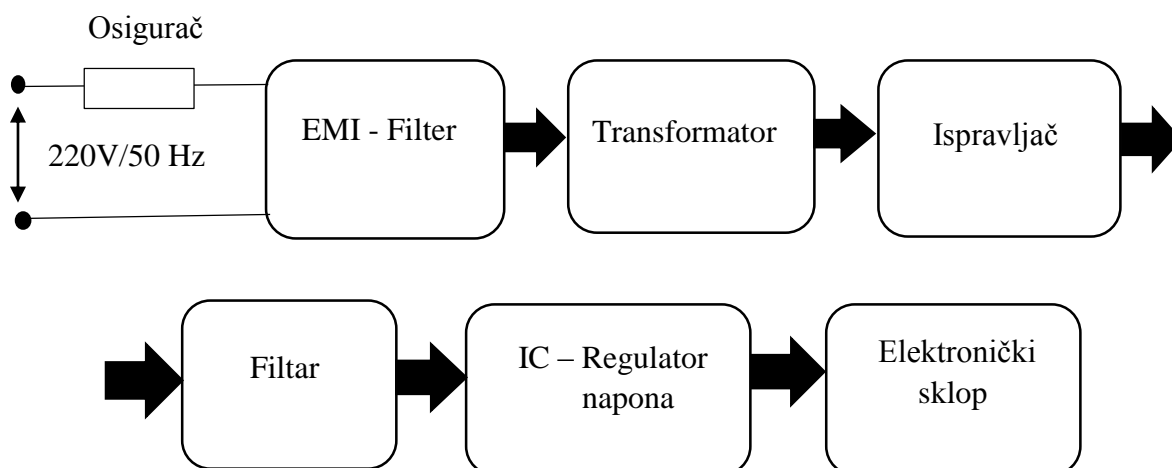 Osigurač
220V/50 Hz
EMI - Filter
Transformator
Ispravljač
Filtar
IC – Regulator
napona
Elektronički
sklop